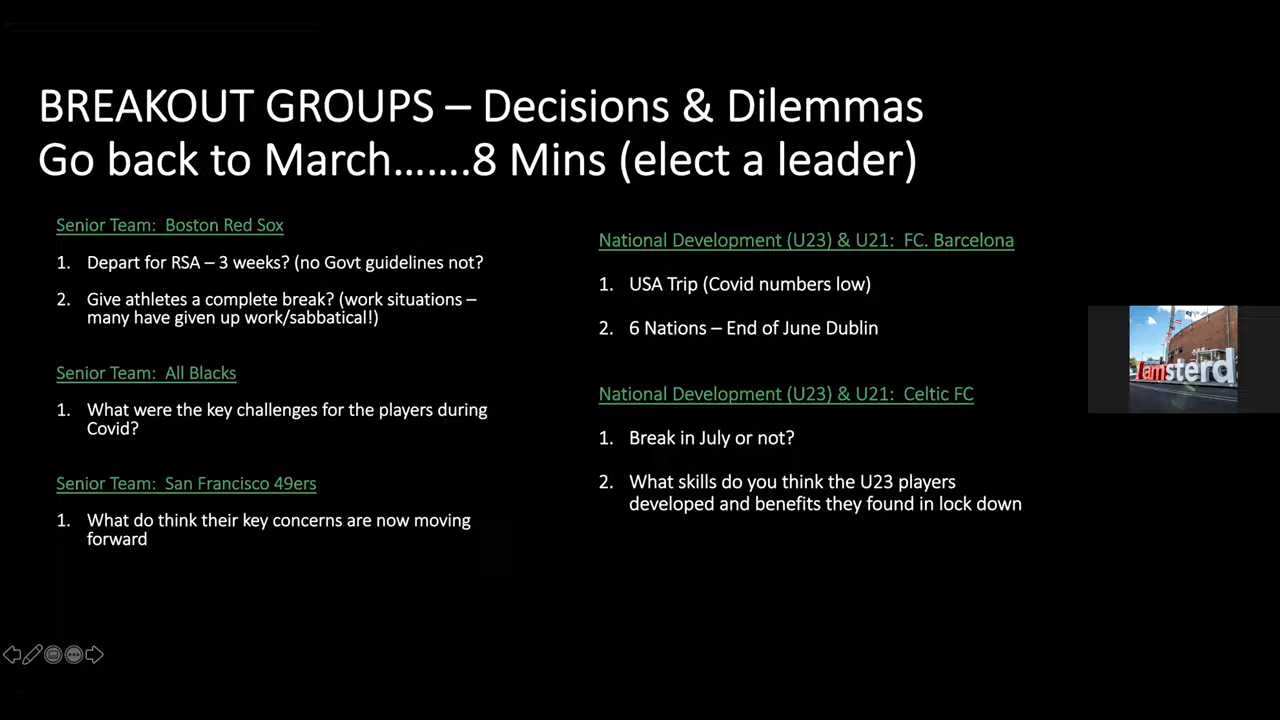 BREAKOUT GROUPS – Decisions & Dilemmas
Go back to March.......8 Mins (elect a leader)
Senior Team: Boston Red Sox
1. Depart for RSA – 3 weeks? (no Govt guidelines not?
2. Give athletes a complete break? (work situations –
many have given up work/sabbatical!)
Senior Team: All Blacks
1. What were the key challenges for the players during
Covid?
Senior Team: San Francisco 49ers
1. What do think their key concerns are now moving
forward
National Development (U23) & U21: FC. Barcelona
1. USA Trip (Covid numbers low)
2. 6 Nations – End of June Dublin
National Development (U23) & U21: Celtic FC
1. Break in July or not?
2. What skills do you think the U23 players
developed and benefits they found in lock down
Iamsterd